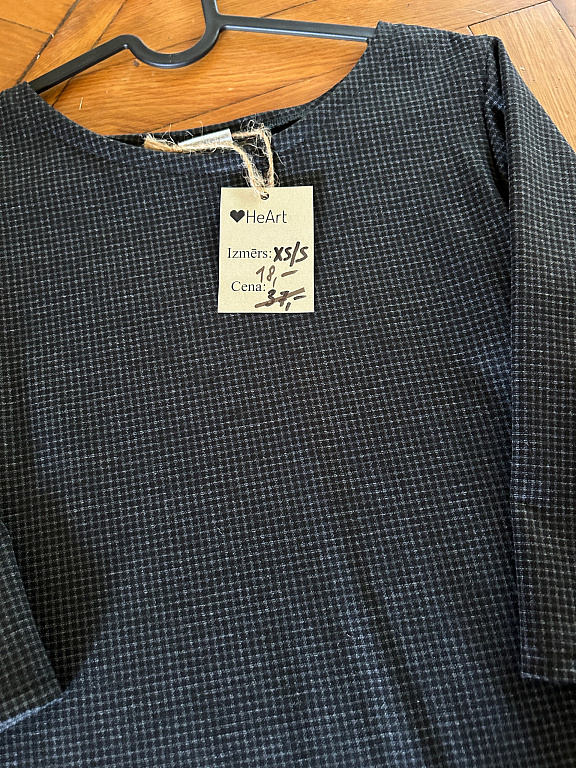 ♥HeArt
Izmērs: XS/S
18,-
Cena: 37,-